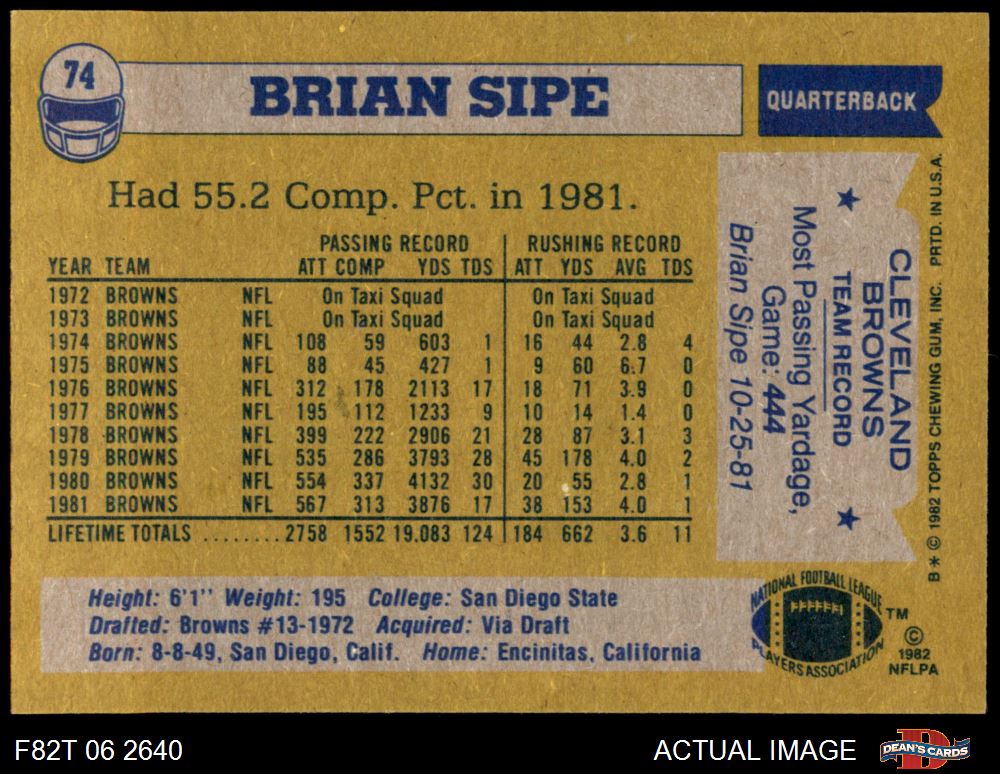 74
BRIAN SIPE
QUARTERBACK
Had 55.2 Comp. Pct. in 1981.
PASSING RECORD RUSHING RECORD
YEAR TEAM ATT COMP YDS TDS ATT YDS AVG TDS
1972 BROWNS NFL On Taxi Squad On Taxi Squad
1973 BROWNS NFL On Taxi Squad On Taxi Squad
1974 BROWNS NFL 108 59 603 1 16 44 2.8 4
1975 BROWNS NFL 88 45 427 1 9 60 6.7 0
1976 BROWNS NFL 312 178 2113 17 18 71 3.9 0
1977 BROWNS NFL 195 112 1233 9 10 14 1.4 0
1978 BROWNS NFL 399 222 2906 21 28 87 3.1 3
1979 BROWNS NFL 535 286 3793 28 45 178 4.0 2
1980 BROWNS NFL 554 337 4132 30 20 55 2.8 1
1981 BROWNS NFL 567 313 3876 17 38 153 4.0 1
LIFETIME TOTALS ........ 2758 1552 19.083 124 184 662 3.6 11
CLEVELAND
BROWNS
TEAM RECORD
Most Passing Yardage,
Game: 444
Brian Sipe 10-25-81
B * © 1982 TOPPS CHEWING GUM, INC. PRTD. IN U.S.A.
Height: 6'1'' Weight: 195 College: San Diego State
Drafted: Browns #13-1972 Acquired: Via Draft
Born: 8-8-49, San Diego, Calif. Home: Encinitas, California
NATIONAL FOOTBALL LEAGUE
PLAYERS ASSOCIATION
TM
©
1982
NFLPA
F82T 06 2640
ACTUAL IMAGE
DEAN'S CARDS